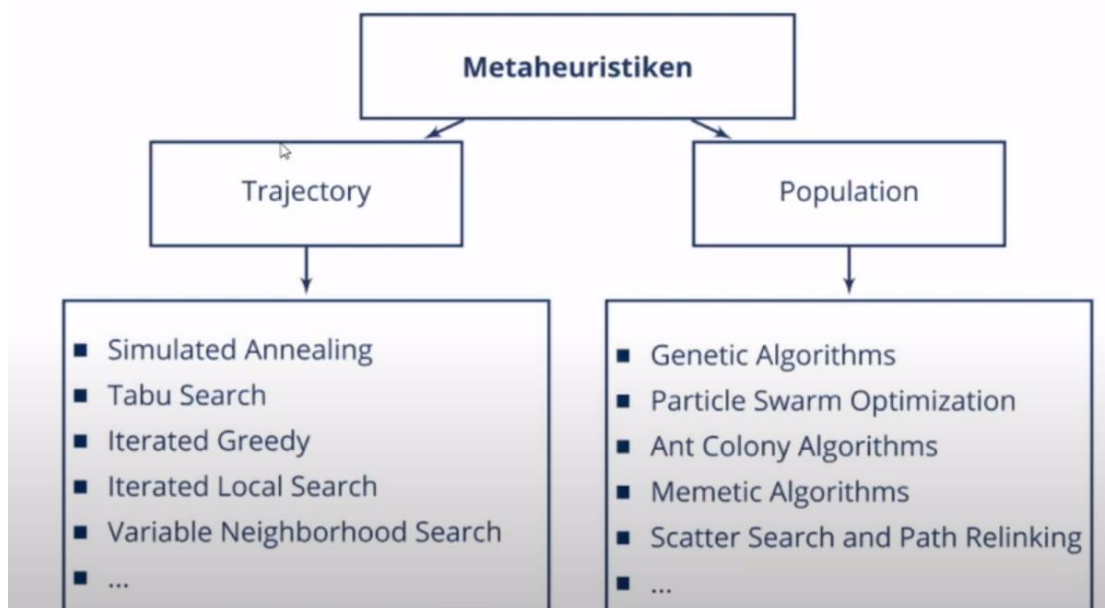 Metaheuristiken
Trajectory
Population
Simulated Annealing
Tabu Search
Iterated Greedy
Iterated Local Search
Variable Neighborhood Search
...
Genetic Algorithms
Particle Swarm Optimization
Ant Colony Algorithms
Memetic Algorithms
Scatter Search and Path Relinking
...